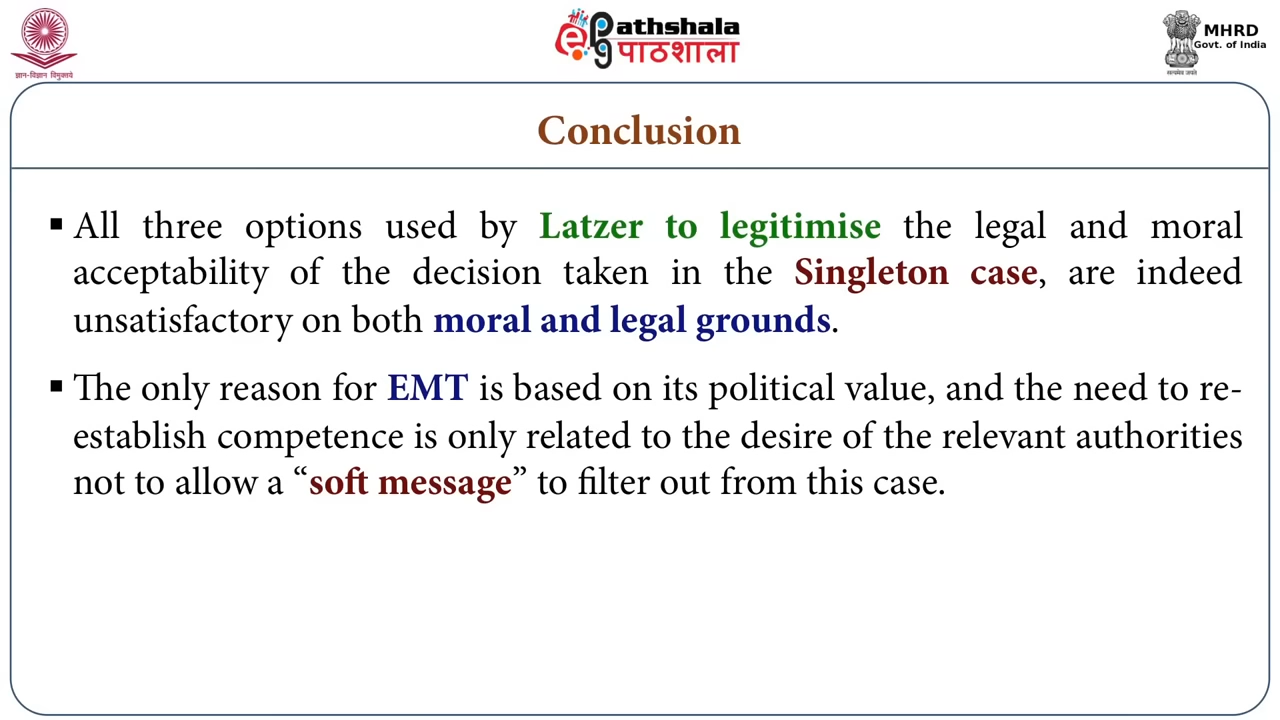 ज्ञान-विज्ञान विमुक्तये
ePathshala
पाठशाला
MHRD
Govt. of India
सत्यमेव जयते
Conclusion
▪ All three options used by Latzer to legitimise the legal and moral
acceptability of the decision taken in the Singleton case, are indeed
unsatisfactory on both moral and legal grounds.
▪ The only reason for EMT is based on its political value, and the need to re-
establish competence is only related to the desire of the relevant authorities
not to allow a “soft message” to filter out from this case.